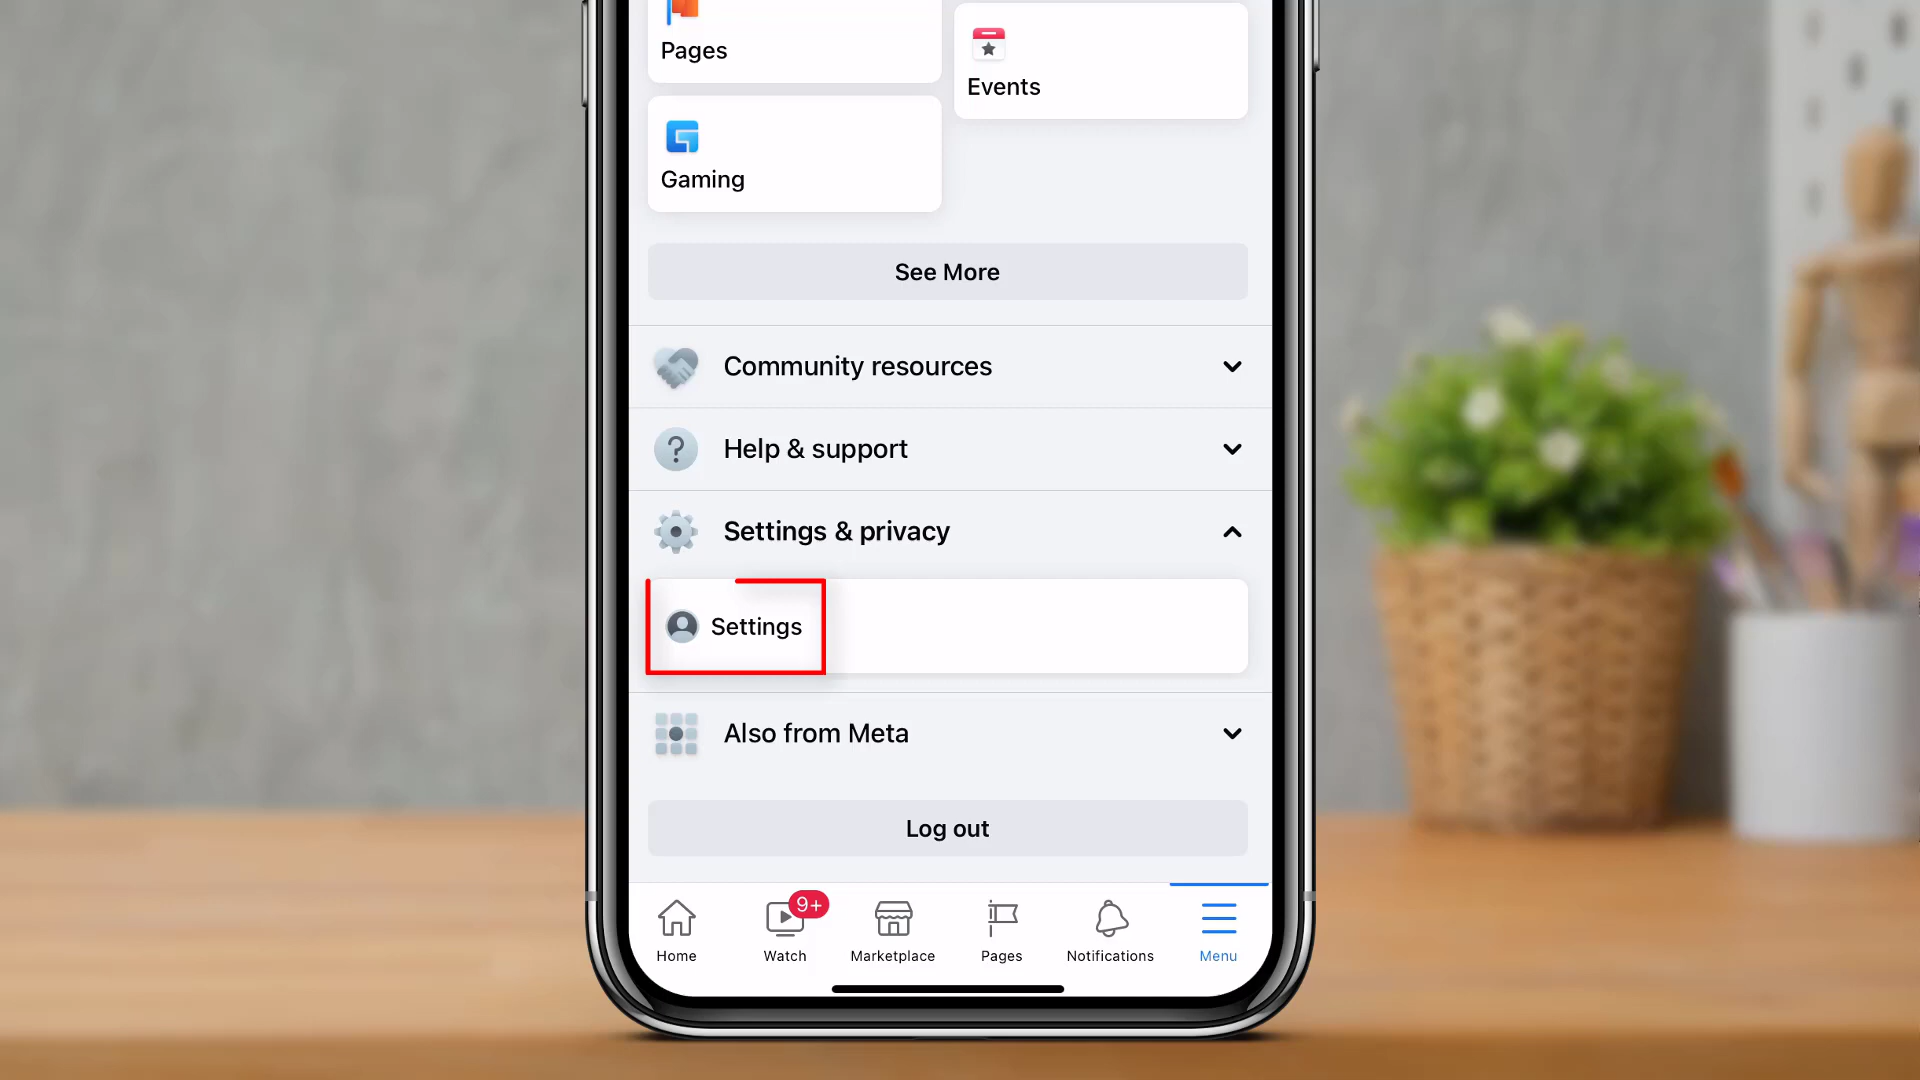 Pages
Events
Gaming
See More
Community resources
Help & support
Settings & privacy
Settings
Also from Meta
Log out
9+
Home
Watch
Marketplace
Pages
Notifications
Menu